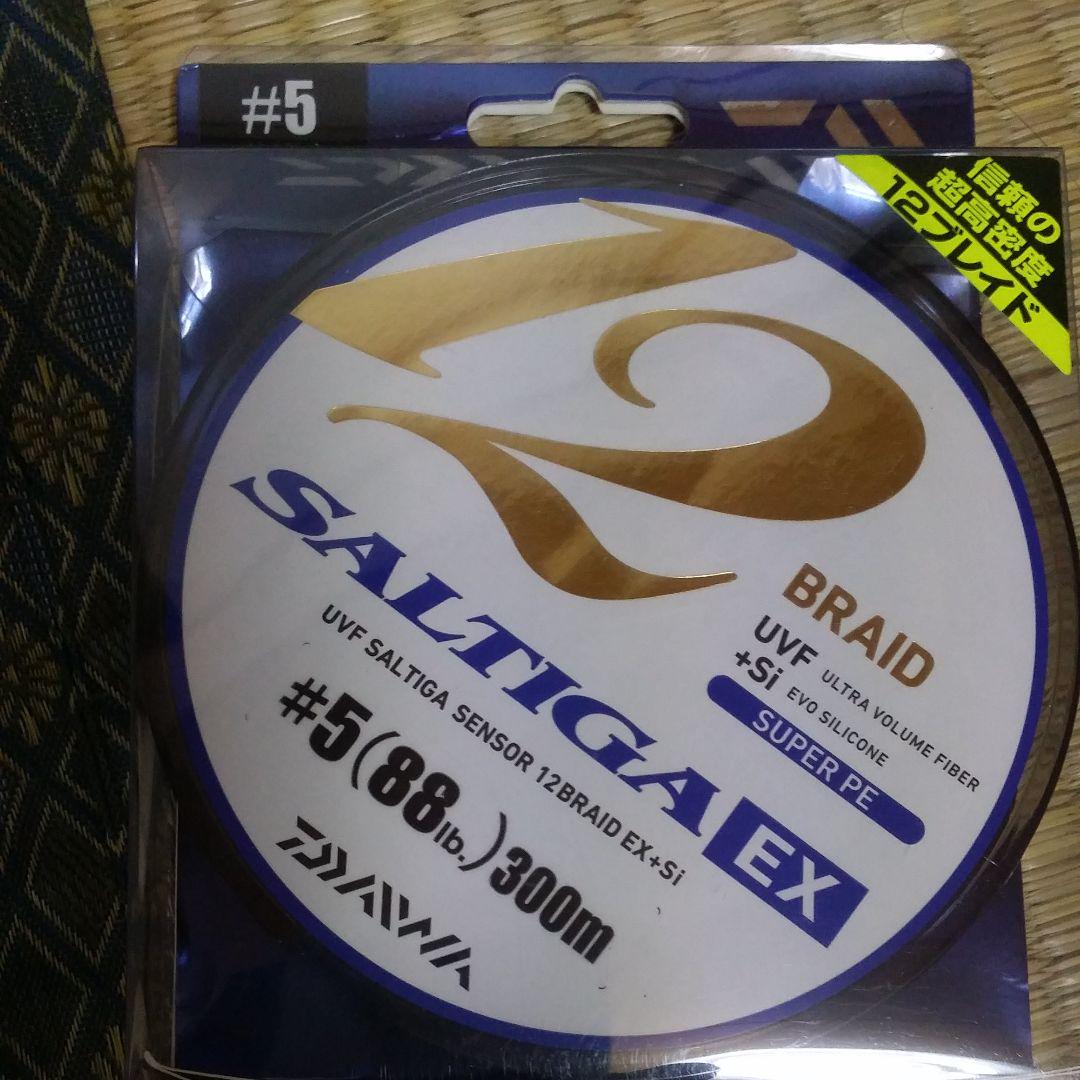 #5
信頼の
超高密度
12ブレイド
12
BRAID
UVF ULTRA VOLUME FIBER
+Si EVO SILICONE
SUPER PE
SALTIGA EX
UVF SALTIGA SENSOR 12BRAID EX+Si
#5(88lb.)300m
DAIWA